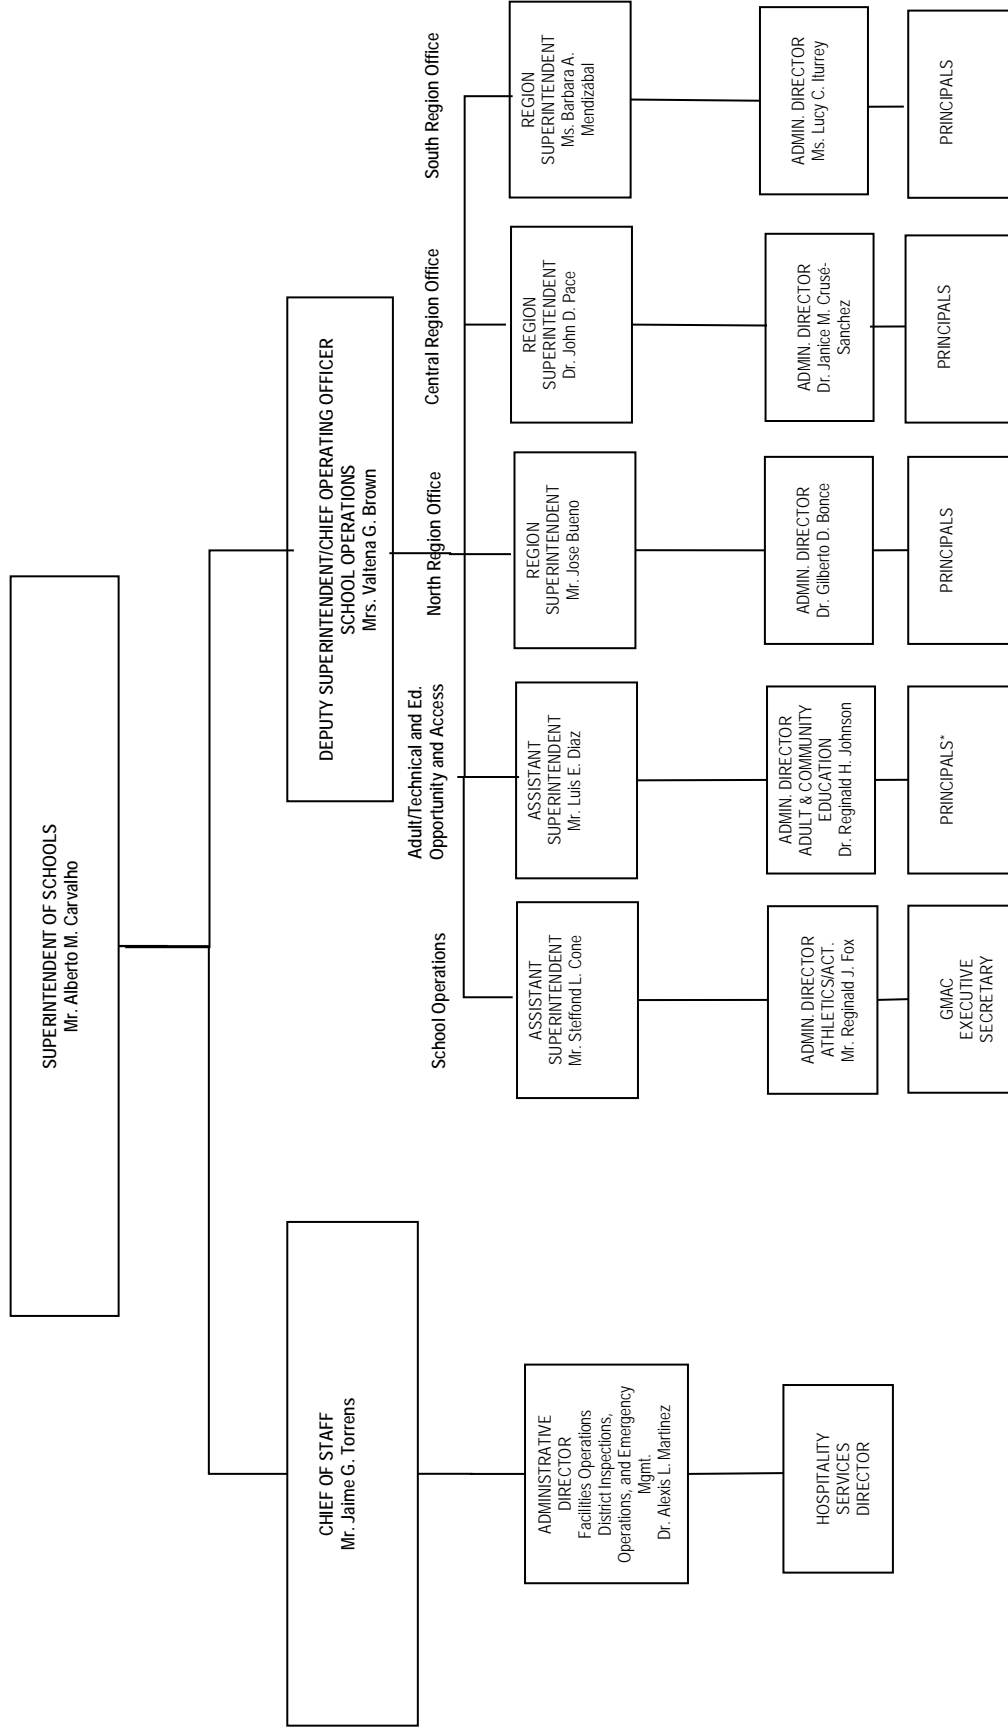 SUPERINTENDENT OF SCHOOLS
Mr. Alberto M. Carvalho
CHIEF OF STAFF
Mr. Jaime G. Torrens
DEPUTY SUPERINTENDENT/CHIEF OPERATING OFFICER
SCHOOL OPERATIONS
Mrs. Valtena G. Brown
ADMINISTRATIVE
DIRECTOR
Facilities Operations
District Inspections,
Operations, and Emergency
Mgmt.
Dr. Alexis L. Martinez
HOSPITALITY
SERVICES
DIRECTOR
School Operations
ASSISTANT
SUPERINTENDENT
Mr. Steffond L. Cone
ADMIN. DIRECTOR
ATHLETICS/ACT.
Mr. Reginald J. Fox
GMAC
EXECUTIVE
SECRETARY
Adult/Technical and Ed.
Opportunity and Access
ASSISTANT
SUPERINTENDENT
Mr. Luis E. Diaz
ADMIN. DIRECTOR
ADULT & COMMUNITY
EDUCATION
Dr. Reginald H. Johnson
PRINCIPALS*
North Region Office
REGION
SUPERINTENDENT
Mr. Jose Bueno
ADMIN. DIRECTOR
Dr. Gilberto D. Bonce
PRINCIPALS
Central Region Office
REGION
SUPERINTENDENT
Dr. John D. Pace
ADMIN. DIRECTOR
Dr. Janice M. Crusé-
Sanchez
PRINCIPALS
South Region Office
REGION
SUPERINTENDENT
Ms. Barbara A.
Mendizábal
ADMIN. DIRECTOR
Ms. Lucy C. Iturrey
PRINCIPALS